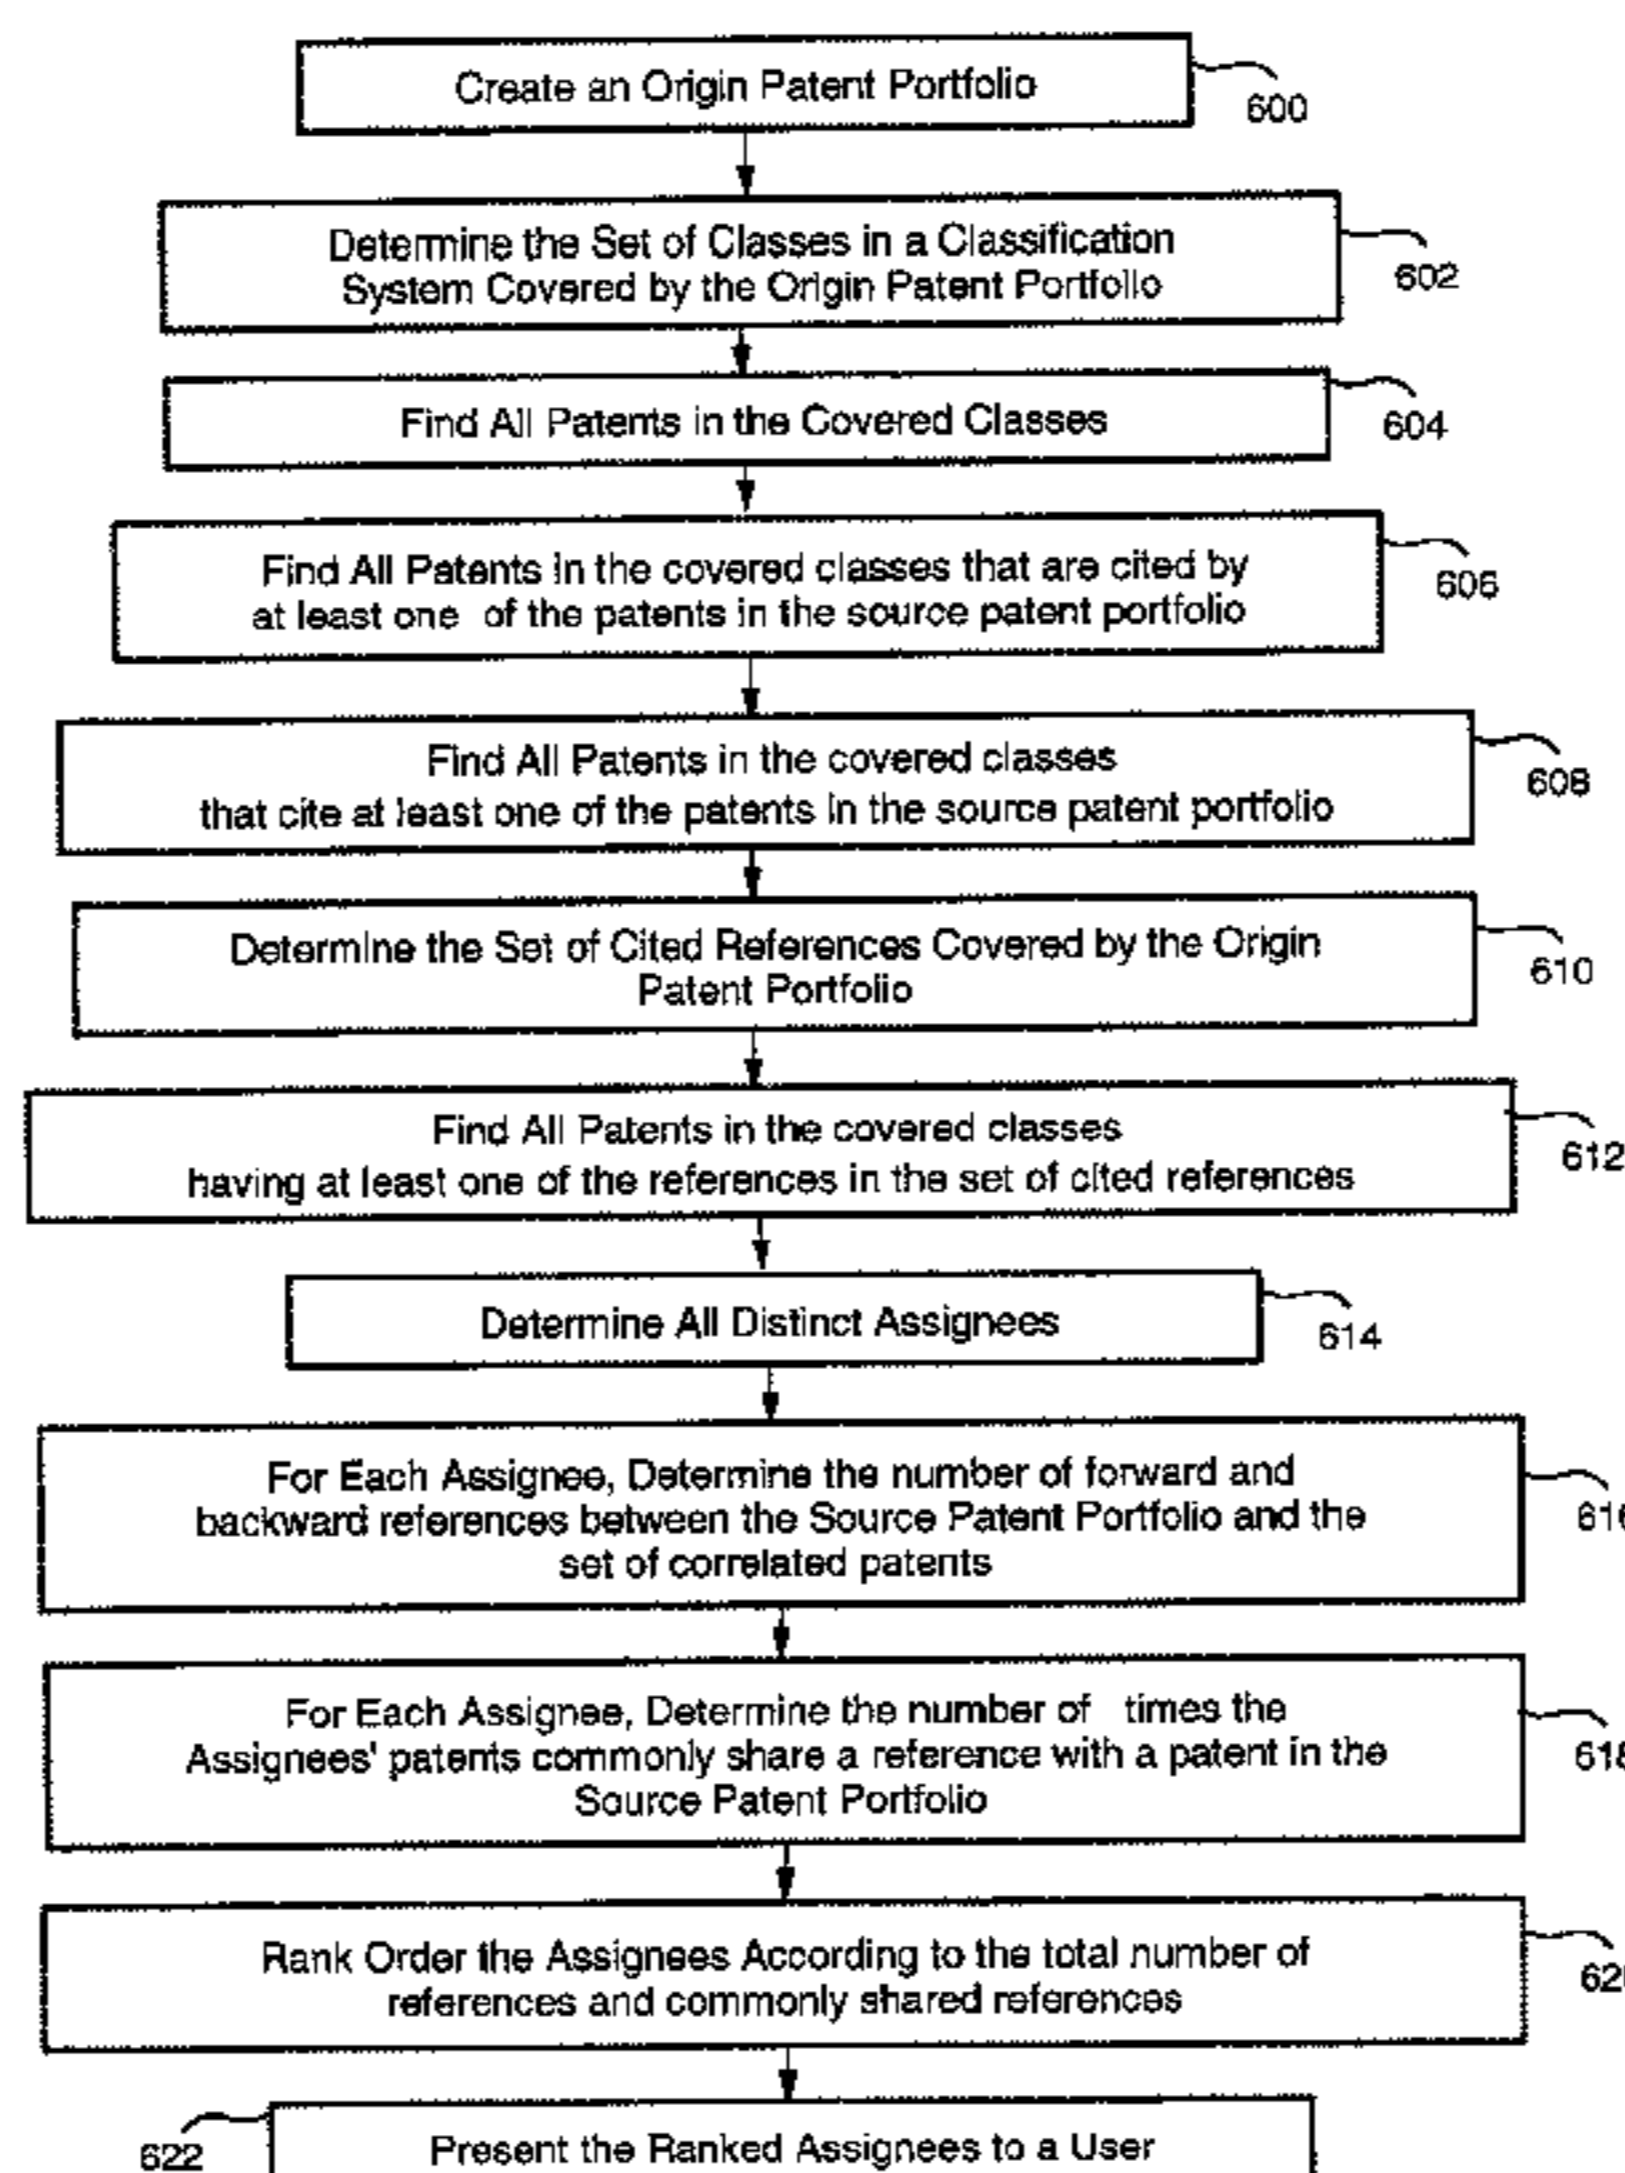 Create an Origin Patent Portfolio
600
Determine the Set of Classes in a Classification
System Covered by the Origin Patent Portfolio
602
Find All Patents in the Covered Classes
604
Find All Patents in the covered classes that are cited by
at least one of the patents in the source patent portfolio
606
Find All Patents in the covered classes
that cite at least one of the patents in the source patent portfolio
608
Determine the Set of Cited References Covered by the Origin
Patent Portfolio
610
Find All Patents in the covered classes
having at least one of the references in the set of cited references
612
Determine All Distinct Assignees
614
For Each Assignee, Determine the number of forward and
backward references between the Source Patent Portfolio and the
set of correlated patents
616
For Each Assignee, Determine the number of times the
Assignees' patents commonly share a reference with a patent in the
Source Patent Portfolio
618
Rank Order the Assignees According to the total number of
references and commonly shared references
620
622
Present the Ranked Assignees to a User